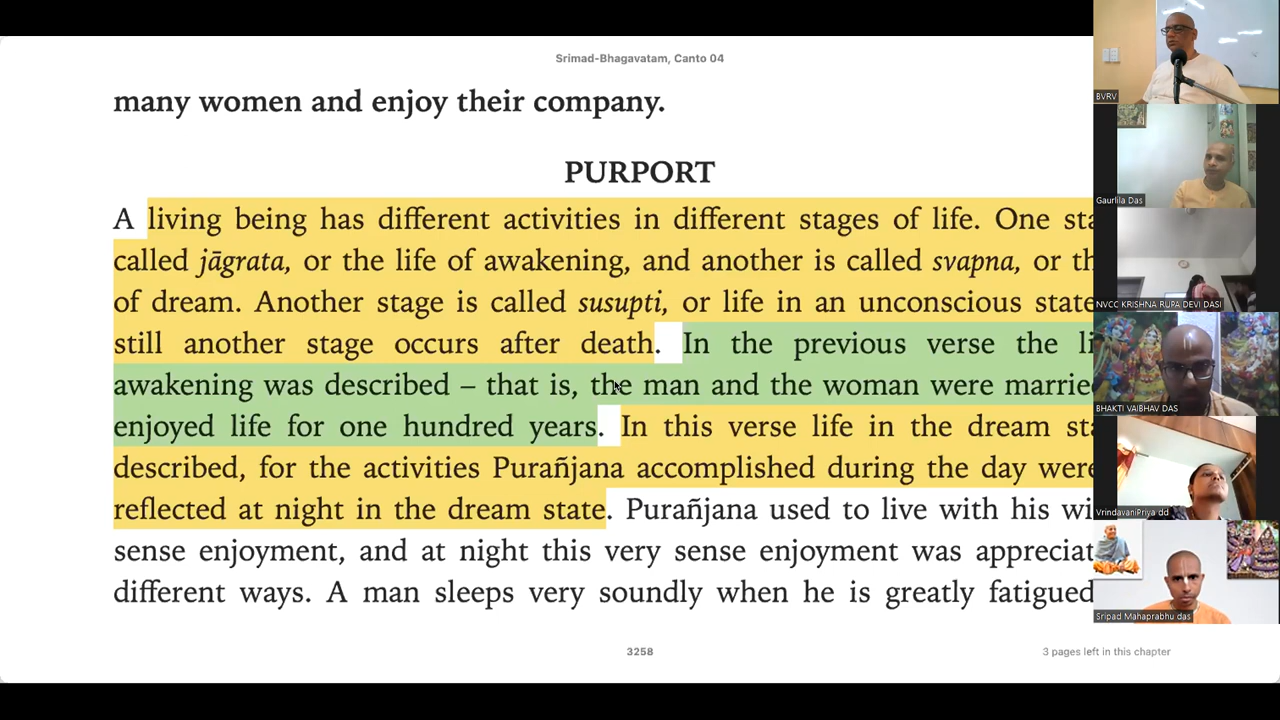 Srimad-Bhagavatam, Canto 04
many women and enjoy their company.
PURPORT
A living being has different activities in different stages of life. One sta
called jāgrata, or the life of awakening, and another is called svapna, or th
of dream. Another stage is called susupti, or life in an unconscious state
still another stage occurs after death. In the previous verse the li
awakening was described – that is, the man and the woman were married
enjoyed life for one hundred years. In this verse life in the dream sta
described, for the activities Purañjana accomplished during the day were
reflected at night in the dream state. Purañjana used to live with his wi
sense enjoyment, and at night this very sense enjoyment was appreciat
different ways. A man sleeps very soundly when he is greatly fatigued
3258
3 pages left in this chapter
BVRV
Gaurlila Das
NVCC KRISHNA RUPA DEVI DASI
BHAKTI VAIBHAV DAS
VrindavaniPriya dd
Sripad Mahaprabhu das